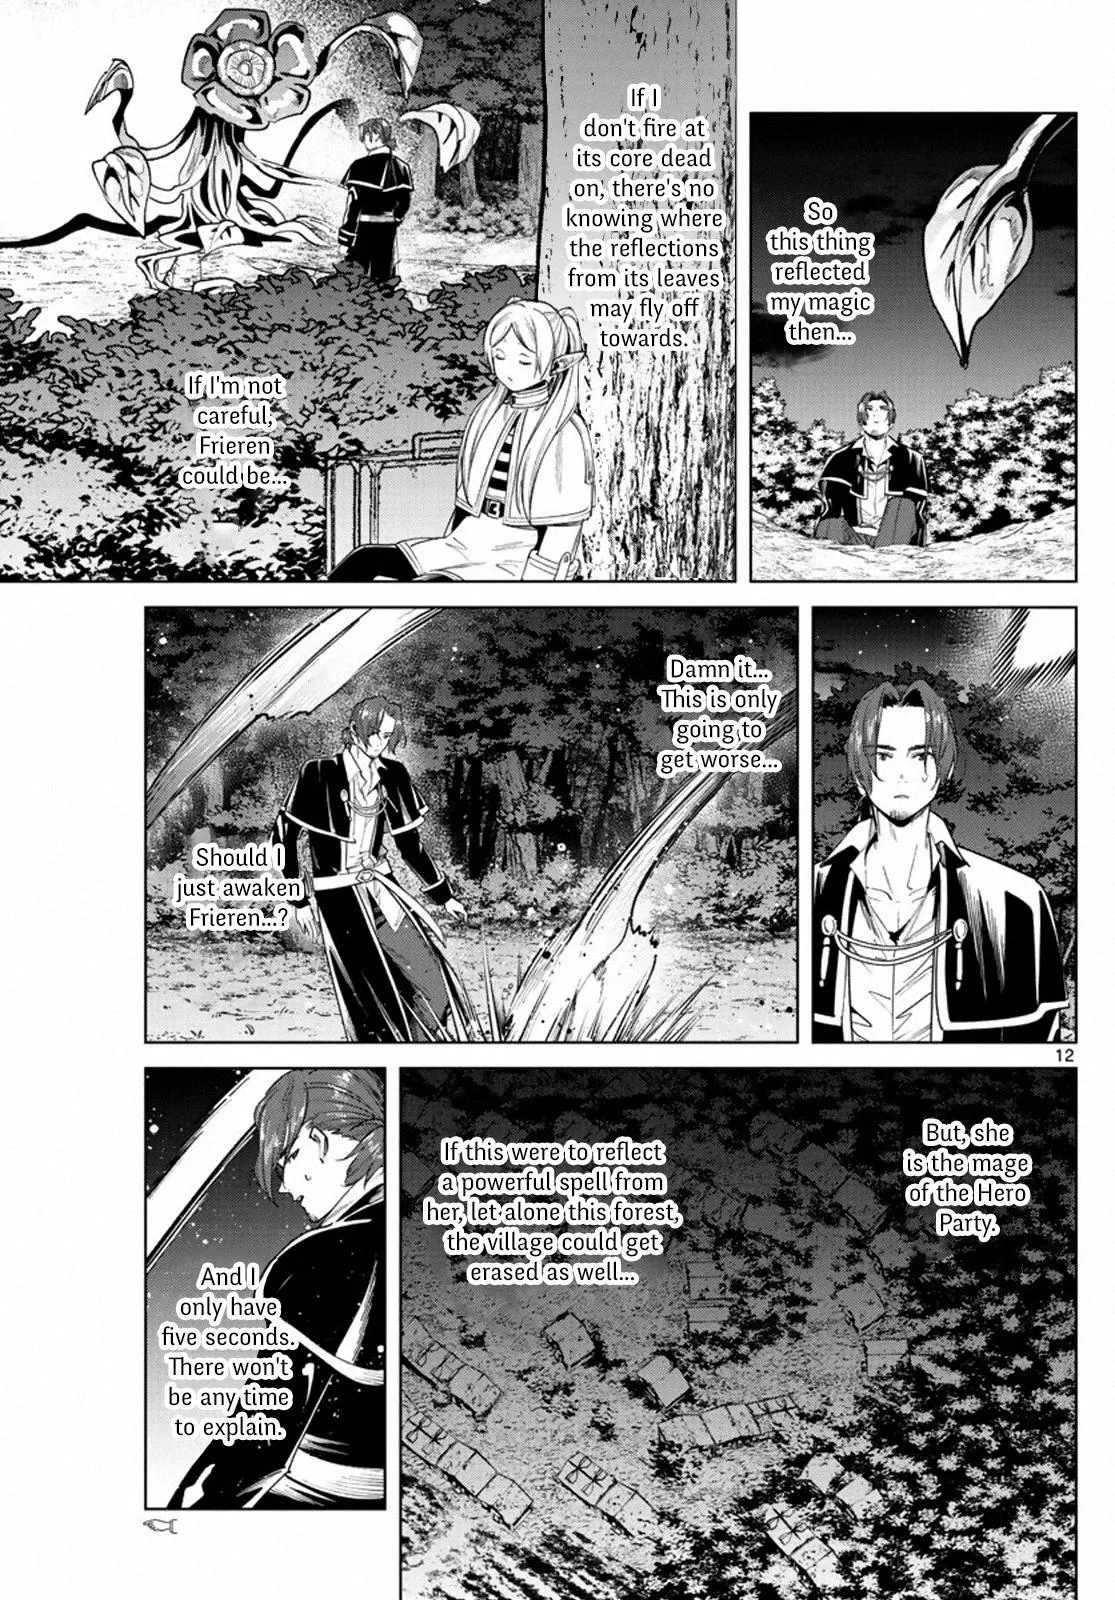 So
this thing
reflected
my magic
then...
If I
don't fire at
its core dead
on, there's no
knowing where
the reflections
from its leaves
may fly off
towards.
If I'm not
careful,
Frieren
could be...
Damn it...
This is only
going to
get worse...
Should I
just awaken
Frieren...?
12
But, she
is the mage
of the Hero
Party.
If this were to reflect
a powerful spell from
her, let alone this forest,
the village could get
erased as well...
And I
only have
five seconds.
There won't
be any time
to explain.